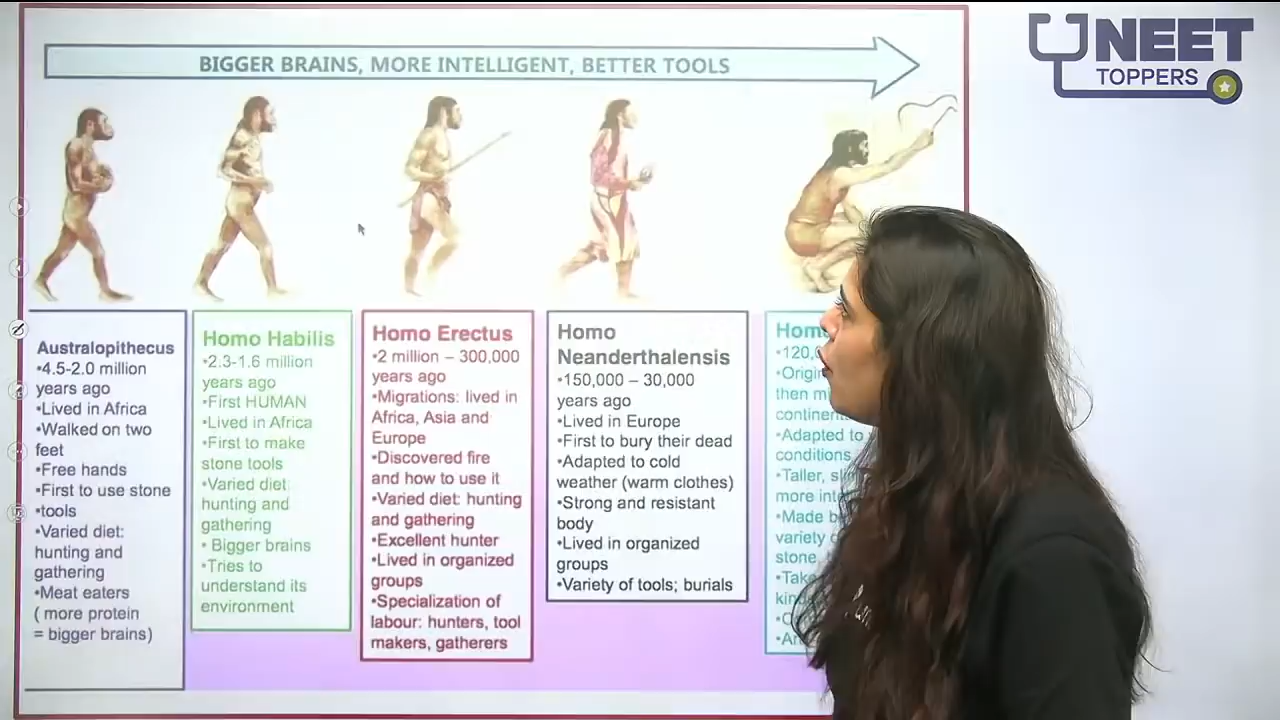 BIGGER BRAINS, MORE INTELLIGENT, BETTER TOOLS
NEET
TOPPERS
Australopithecus
•4.5-2.0 million
years ago
•Lived in Africa
•Walked on two
feet
•Free hands
•First to use stone
•tools
•Varied diet:
hunting and
gathering
•Meat eaters
( more protein
= bigger brains)
Homo Habilis
•2.3-1.6 million
years ago
•First HUMAN
•Lived in Africa
•First to make
stone tools
•Varied diet:
hunting and
gathering
• Bigger brains
•Tries to
understand its
environment
Homo Erectus
•2 million – 300,000
years ago
•Migrations: lived in
Africa, Asia and
Europe
•Discovered fire
and how to use it
•Varied diet: hunting
and gathering
•Excellent hunter
•Lived in organized
groups
•Specialization of
labour: hunters, tool
makers, gatherers
Homo
Neanderthalensis
•150,000 – 30,000
years ago
•Lived in Europe
•First to bury their dead
•Adapted to cold
weather (warm clothes)
•Strong and resistant
body
•Lived in organized
groups
•Variety of tools; burials
•Adapted to
conditions
•Taller,
more
•Made
variety
stone